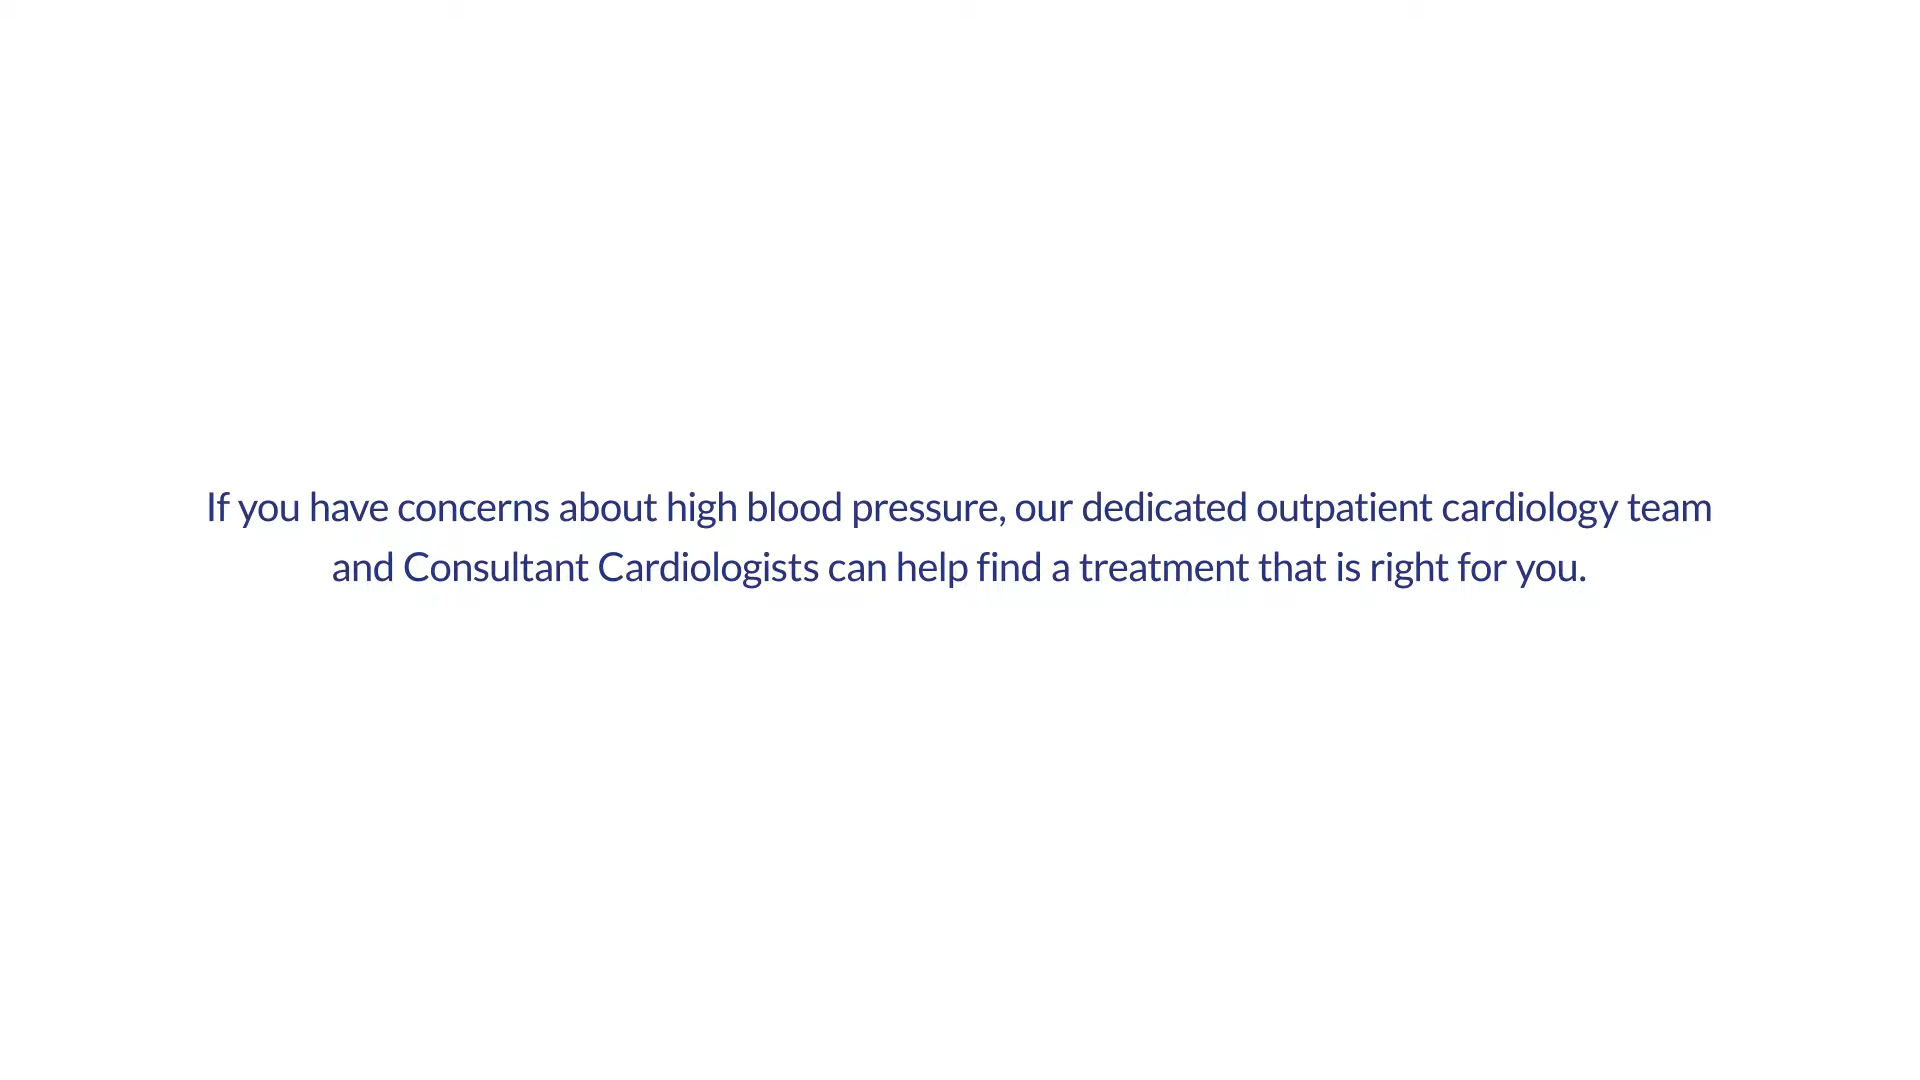 If you have concerns about high blood pressure, our dedicated outpatient cardiology team
and Consultant Cardiologists can help find a treatment that is right for you.